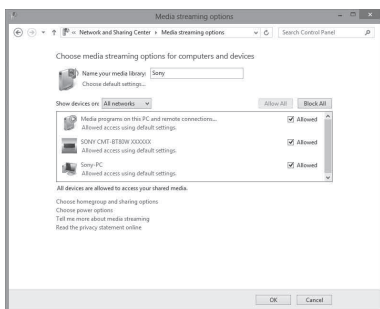 Media streaming options
« Network and Sharing Center ▸ Media streaming options
Search Control Panel
Choose media streaming options for computers and devices
Name your media library: Sony
Choose default settings...
Show devices on: All networks
Allow All
Block All
Media programs on this PC and remote connections...
Allowed access using default settings.
Allowed
SONY CMT-BT80W XXXXXX
Allowed access using default settings.
Allowed
Sony-PC
Allowed access using default settings.
Allowed
All devices are allowed to access your shared media.
Choose homegroup and sharing options
Choose power options
Tell me more about media streaming
Read the privacy statement online
OK
Cancel